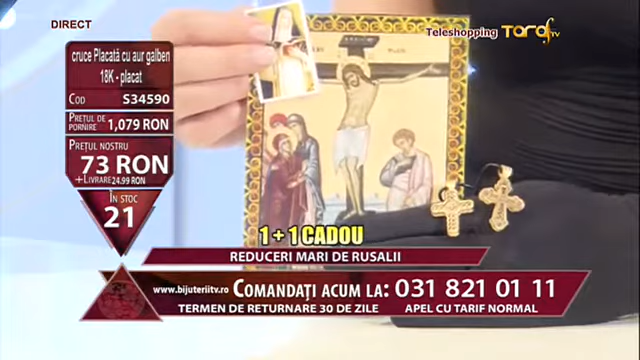 DIRECT
Teleshopping Taraf TV
cruce Placată cu aur galben
18K - placat
COD S34590
PREȚUL DE PORNIRE 1,079 RON
PREȚUL NOSTRU
73 RON
+LIVRARE 24.99 RON
ÎN STOC
21
1 + 1 CADOU
REDUCERI MARI DE RUSALII
www.bijuteriitv.ro COMANDAȚI ACUM LA: 031 821 01 11
TERMEN DE RETURNARE 30 DE ZILE APEL CU TARIF NORMAL